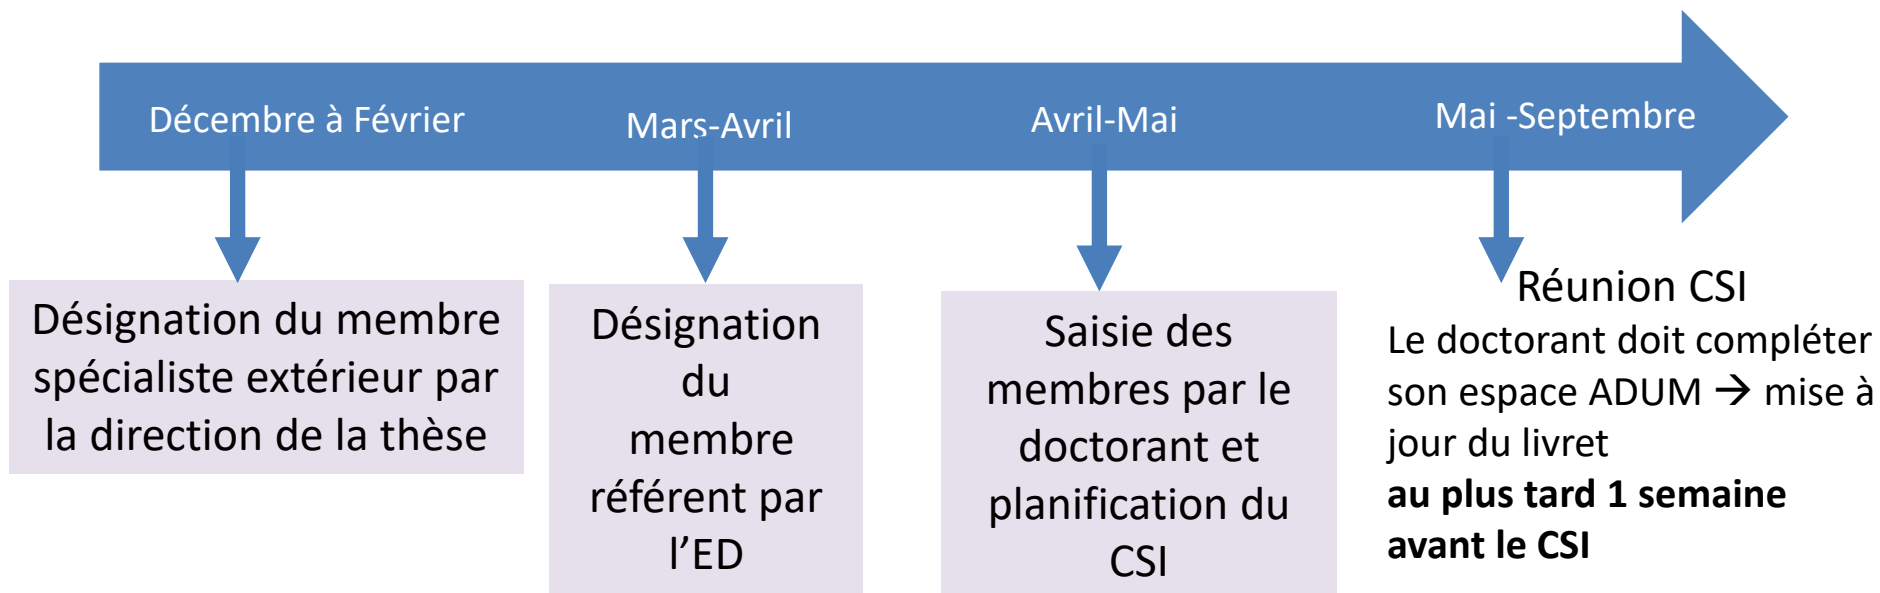 Décembre à Février
Mars-Avril
Avril-Mai
Mai -Septembre
Désignation du membre
spécialiste extérieur par
la direction de la thèse
Désignation
du
membre
référent par
l’ED
Saisie des
membres par le
doctorant et
planification du
CSI
Réunion CSI
Le doctorant doit compléter
son espace ADUM → mise à
jour du livret
au plus tard 1 semaine
avant le CSI